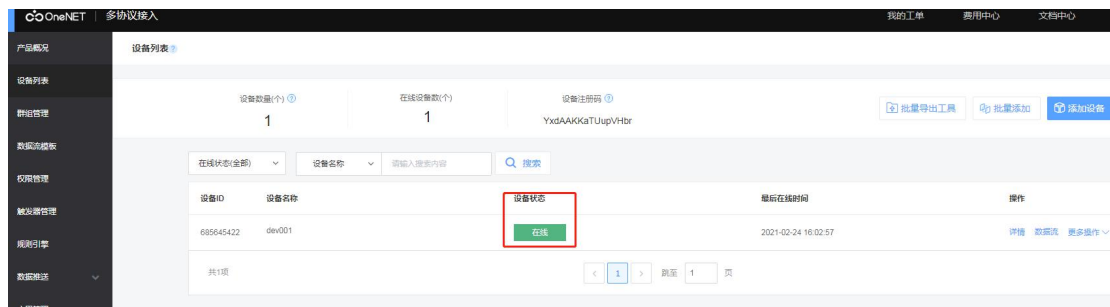 OneNET | 多协议接入 我的工单 费用中心 文档中心
产品概况
设备列表
群组管理
数据流模板
权限管理
触发器管理
规则引擎
数据推送
设备列表
设备数量(个) 在线设备数(个) 设备注册码
1 1 YxdAAKKaTUupVHbr
批量导出工具 批量添加 添加设备
在线状态(全部) 设备名称 请输入搜索内容 搜索
设备ID 设备名称 设备状态 最后在线时间 操作
685645422 dev001 在线 2021-02-24 16:02:57 详情 数据流 更多操作
共1项 < 1 > 跳至 1 页